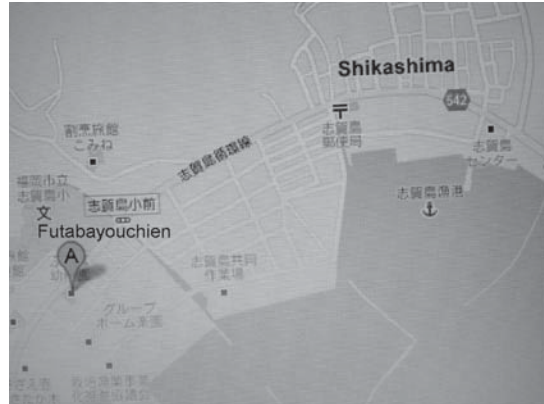 Shikashima
542
志賀島
郵便局
志賀島
センター
割烹旅館
こみね
志賀島循環線
福岡市立
志賀島小
文
志賀島小前
志賀島漁港
Futabayouchien
A
志賀島共同
作業場
グループ
ホーム楽園